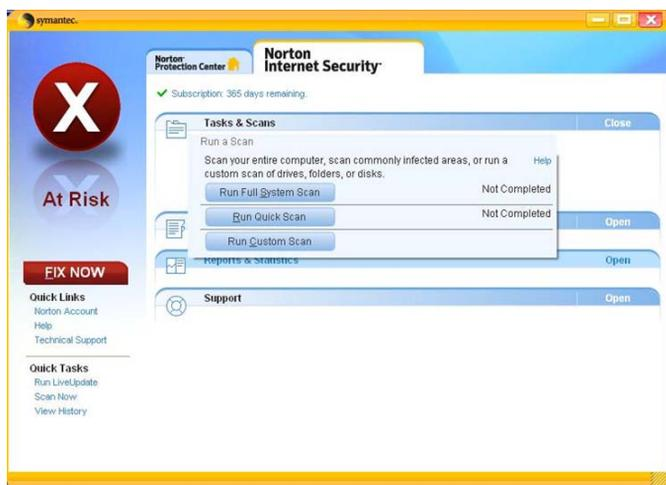 symantec.
Norton
Protection Center
Norton
Internet Security
Subscription: 365 days remaining.
X
At Risk
FIX NOW
Quick Links
Norton Account
Help
Technical Support
Quick Tasks
Run LiveUpdate
Scan Now
View History
Tasks & Scans Close
Run a Scan
Scan your entire computer, scan commonly infected areas, or run a Help
custom scan of drives, folders, or disks.
Run Full System Scan Not Completed
Run Quick Scan Not Completed
Run Custom Scan
Open
Reports & Statistics Open
Support Open